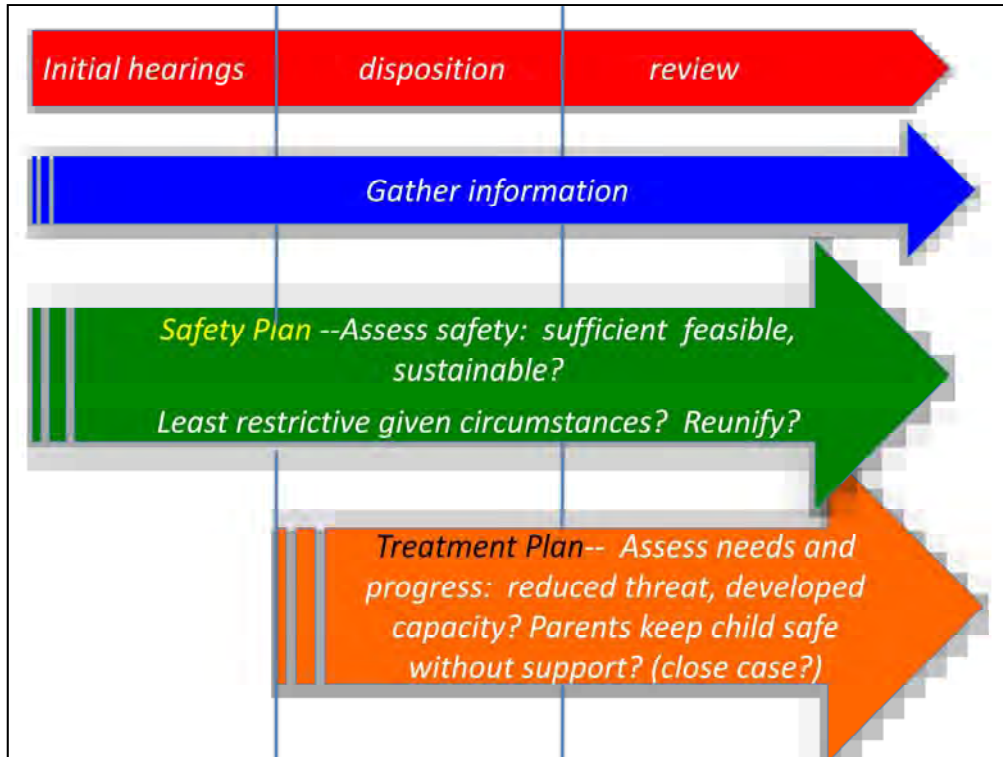 Initial hearings disposition review
Gather information
Safety Plan --Assess safety: sufficient feasible,
sustainable?
Least restrictive given circumstances? Reunify?
Treatment Plan-- Assess needs and
progress: reduced threat, developed
capacity? Parents keep child safe
without support? (close case?)